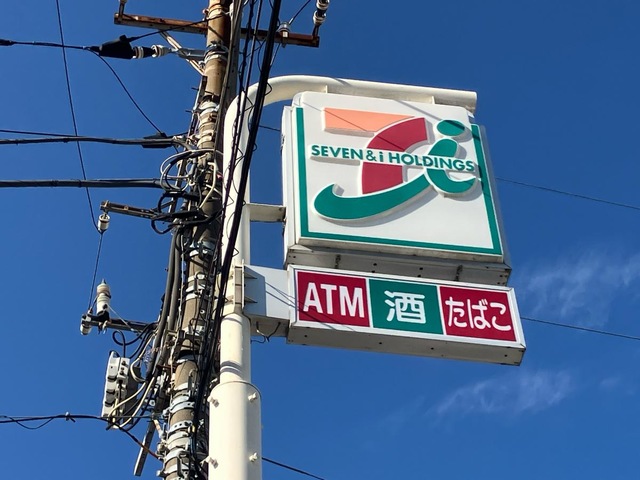 SEVEN & i HOLDINGS
ATM 酒 たばこ